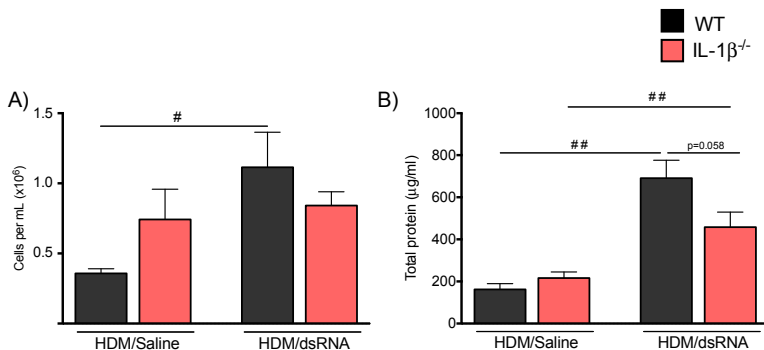 WT
IL-1β-/-
A)
#
1.5
1.0
0.5
Cells per mL (x10⁶)
HDM/Saline
HDM/dsRNA
B)
##
##
p=0.058
1000
800
600
400
200
0
Total protein (µg/ml)
HDM/Saline
HDM/dsRNA